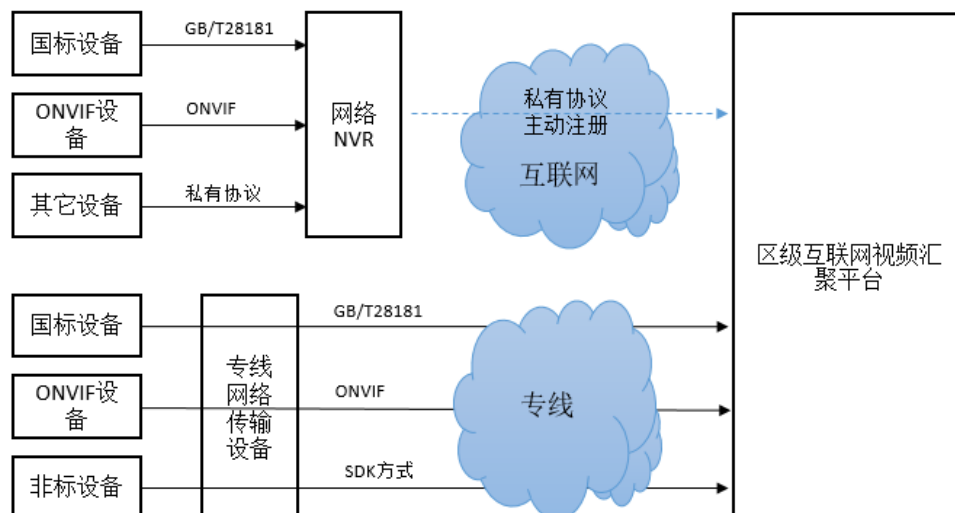 国标设备
GB/T28181
ONVIF设
备
ONVIF
其它设备
私有协议
网络
NVR
私有协议
主动注册
互联网
区级互联网视频汇
聚平台
国标设备
GB/T28181
ONVIF设
备
ONVIF
非标设备
SDK方式
专线
网络
传输
设备
专线